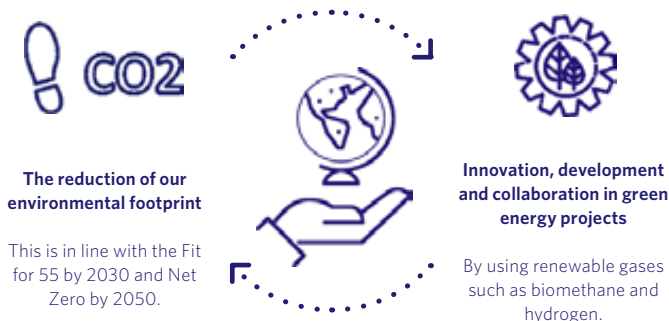 CO2
The reduction of our
environmental footprint
This is in line with the Fit
for 55 by 2030 and Net
Zero by 2050.
Innovation, development
and collaboration in green
energy projects
By using renewable gases
such as biomethane and
hydrogen.